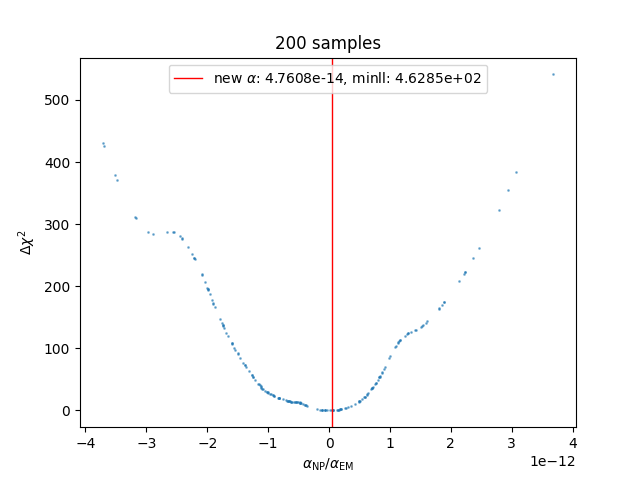 200 samples
new α: 4.7608e-14, minll: 4.6285e+02
500
400
300
200
100
0
Δχ²
−4 −3 −2 −1 0 1 2 3 4
1e−12
α_NP/α_EM